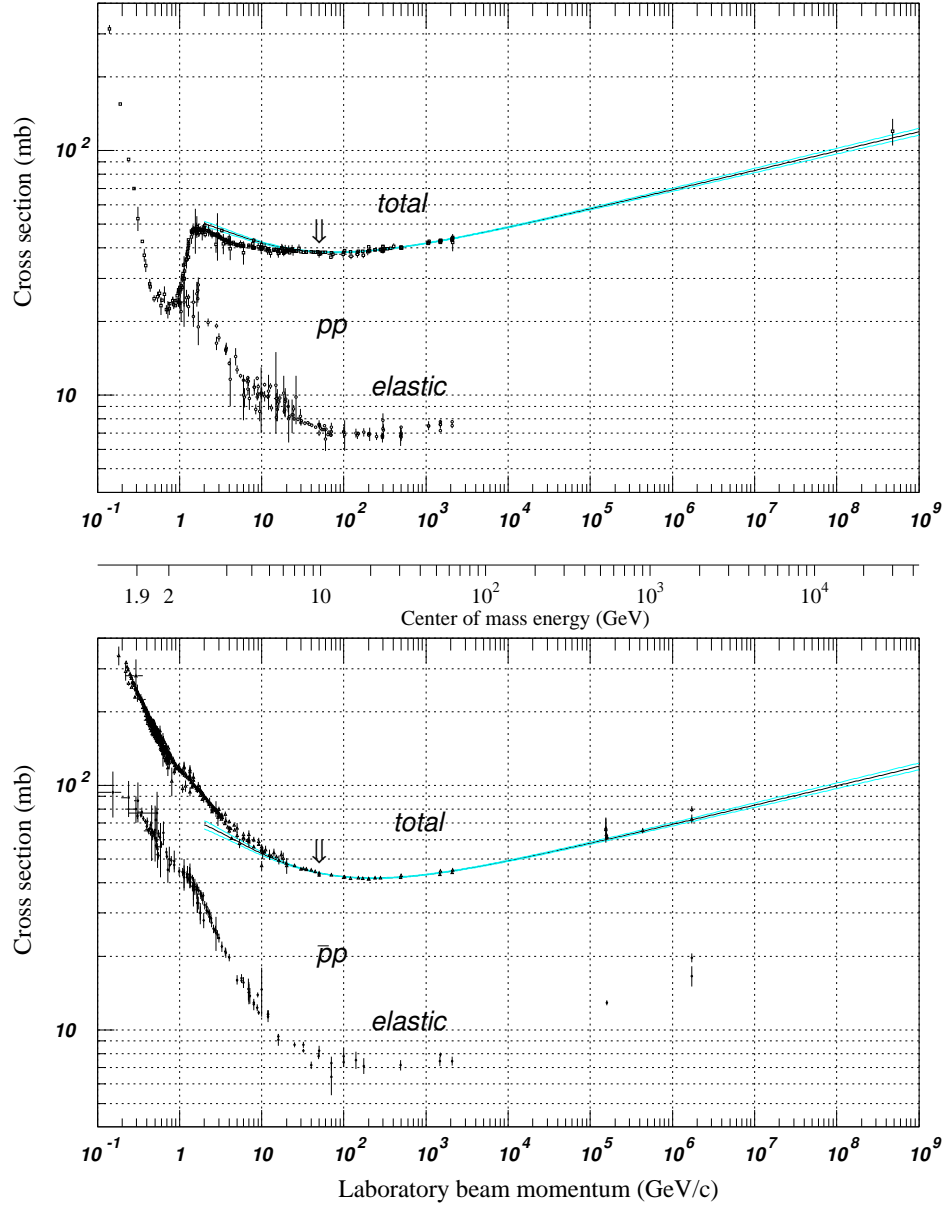 Cross section (mb)
10 2
10
total
⇓
pp
elastic
10 -1 1 10 10 2 10 3 10 4 10 5 10 6 10 7 10 8 10 9
1.9 2 10 10 2 10 3 10 4
Center of mass energy (GeV)
Cross section (mb)
10 2
10
total
⇓
p̅p
elastic
10 -1 1 10 10 2 10 3 10 4 10 5 10 6 10 7 10 8 10 9
Laboratory beam momentum (GeV/c)